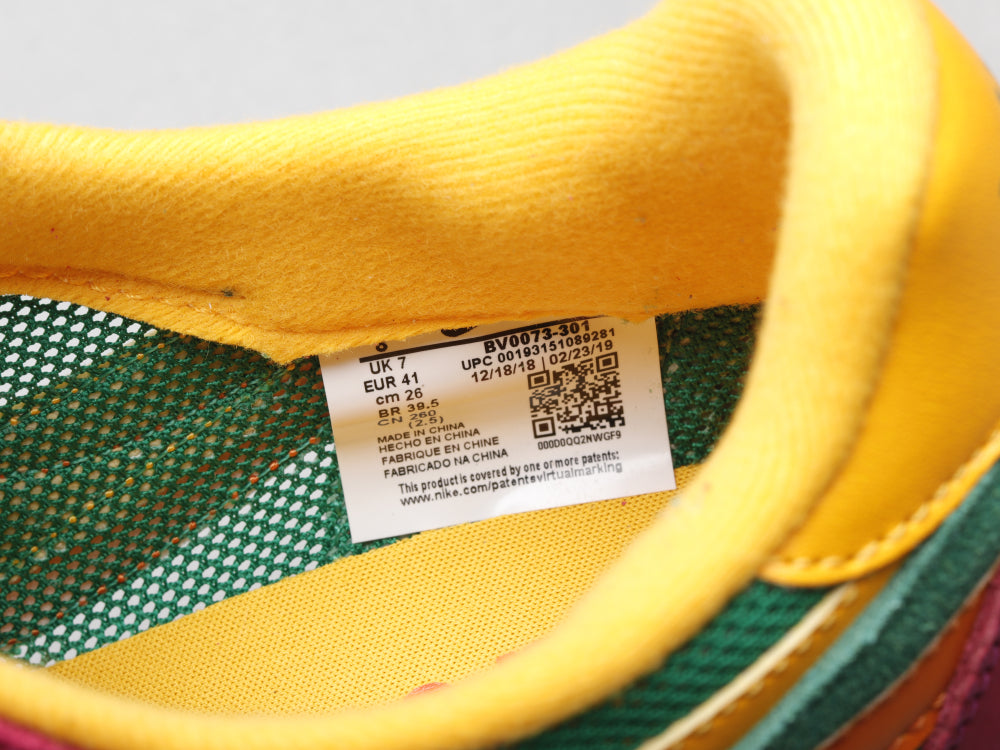 8
UK 7
EUR 41
cm 26
BR 39.5
CN 260
(2.5)
BV0073-301
UPC 00193151089281
12/18/18 | 02/23/19
000D0QQ2NWGF9
MADE IN CHINA
HECHO EN CHINA
FABRIQUE EN CHINE
FABRICADO NA CHINA
This product is covered by one or more patents:
www.nike.com/patentsvirtualmarking